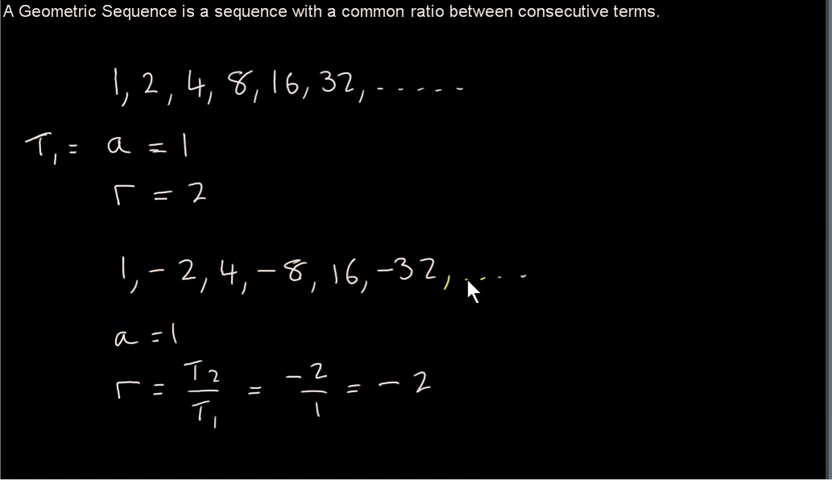 A Geometric Sequence is a sequence with a common ratio between consecutive terms.
1, 2, 4, 8, 16, 32, .....
T₁ = a = 1
r = 2
1, -2, 4, -8, 16, -32, ....
a = 1
r = T₂/T₁ = -2/1 = -2